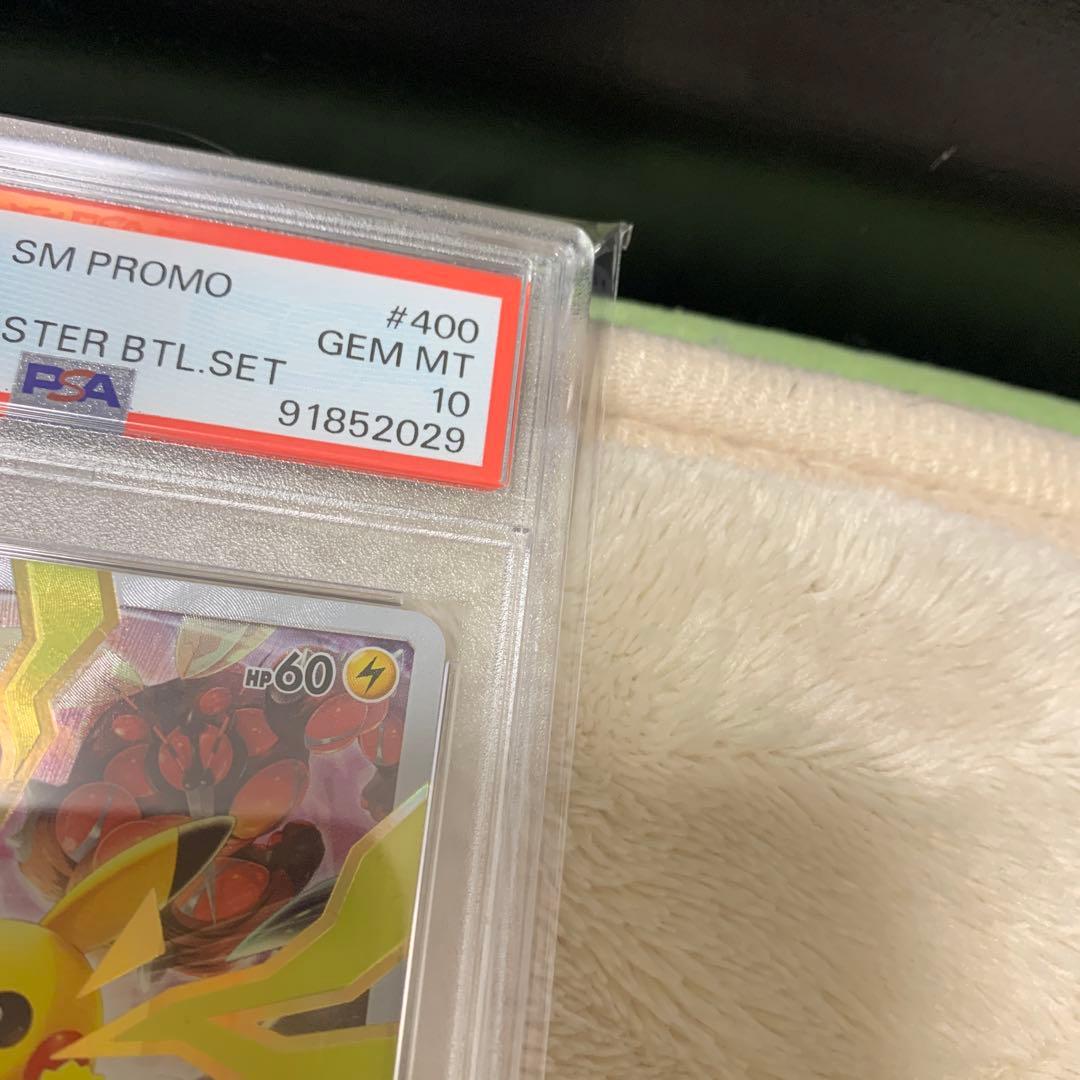 SM PROMO
#400
STER BTL.SET
GEM MT
10
PSA
91852029
HP60